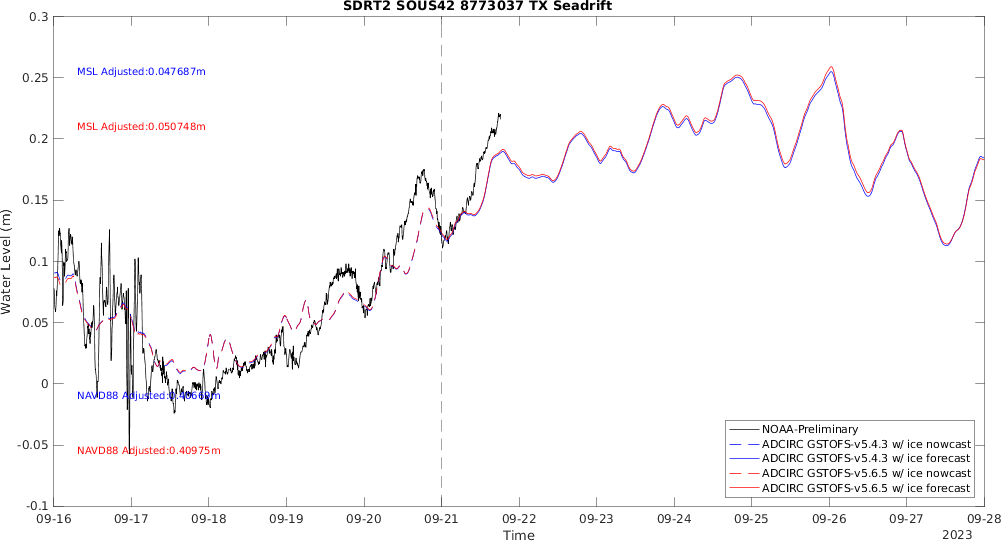 SDRT2 SOUS42 8773037 TX Seadrift
0.3
0.25
0.2
0.15
0.1
0.05
0
-0.05
-0.1
Water Level (m)
MSL Adjusted:0.047687m
MSL Adjusted:0.050748m
NAVD88 Adjusted:
NAVD88 Adjusted:0.40975m
NOAA-Preliminary
ADCIRC GSTOFS-v5.4.3 w/ ice nowcast
ADCIRC GSTOFS-v5.4.3 w/ ice forecast
ADCIRC GSTOFS-v5.6.5 w/ ice nowcast
ADCIRC GSTOFS-v5.6.5 w/ ice forecast
09-16 09-17 09-18 09-19 09-20 09-21 09-22 09-23 09-24 09-25 09-26 09-27 09-28
Time
2023